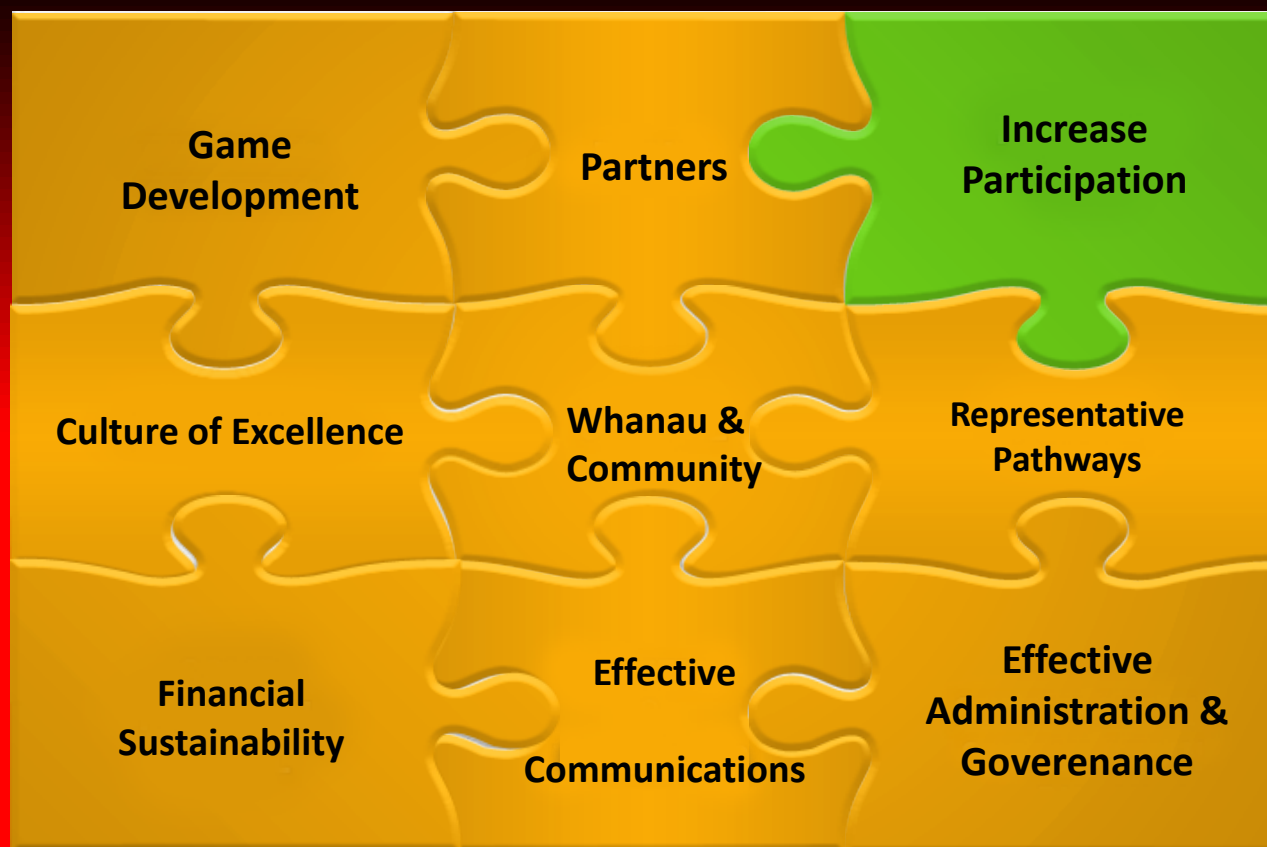 Game
Development
Partners
Increase
Participation
Culture of Excellence
Whanau &
Community
Representative
Pathways
Financial
Sustainability
Effective
Communications
Effective
Administration &
Goverenance